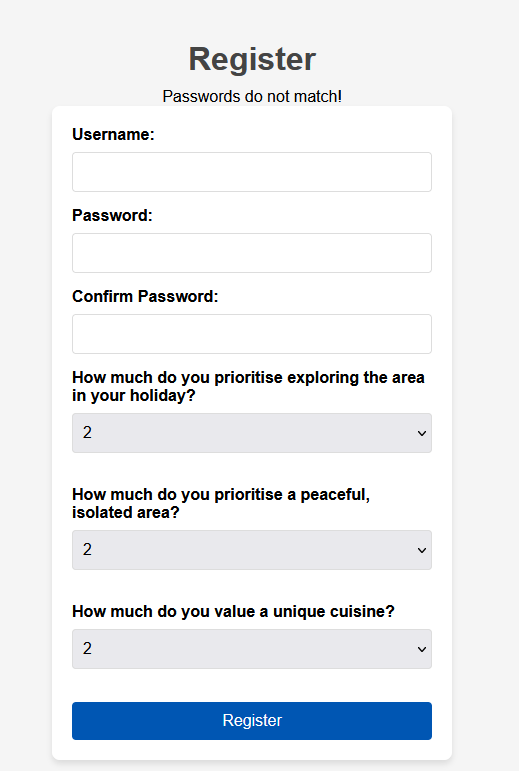 Register
Passwords do not match!
Username:
Password:
Confirm Password:
How much do you prioritise exploring the area
in your holiday?
2
How much do you prioritise a peaceful,
isolated area?
2
How much do you value a unique cuisine?
2
Register